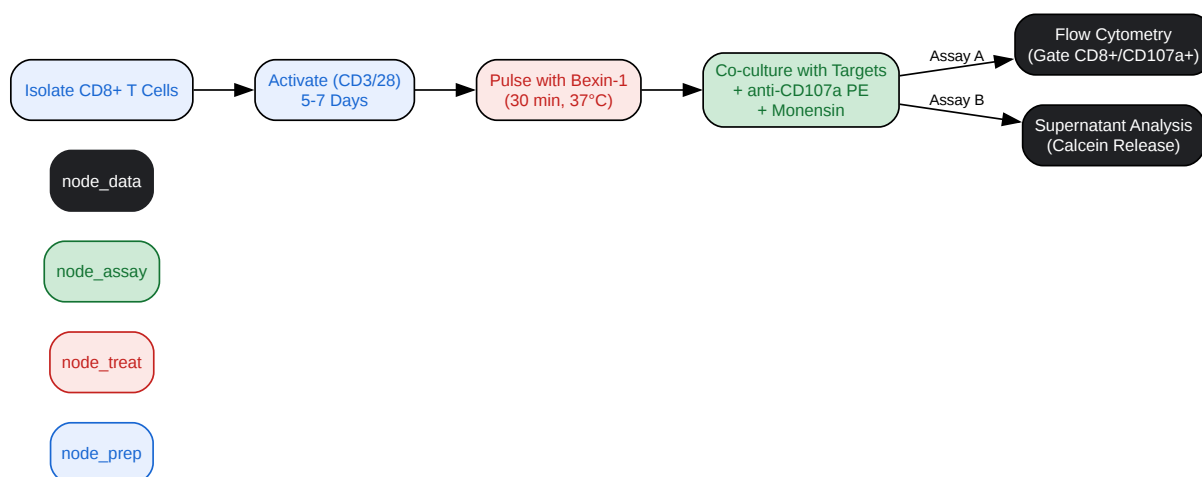 Isolate CD8+ T Cells
Activate (CD3/28)
5-7 Days
Pulse with Bexin-1
(30 min, 37°C)
Co-culture with Targets
+ anti-CD107a PE
+ Monensin
Assay A
Flow Cytometry
(Gate CD8+/CD107a+)
Assay B
Supernatant Analysis
(Calcein Release)
node_data
node_assay
node_treat
node_prep